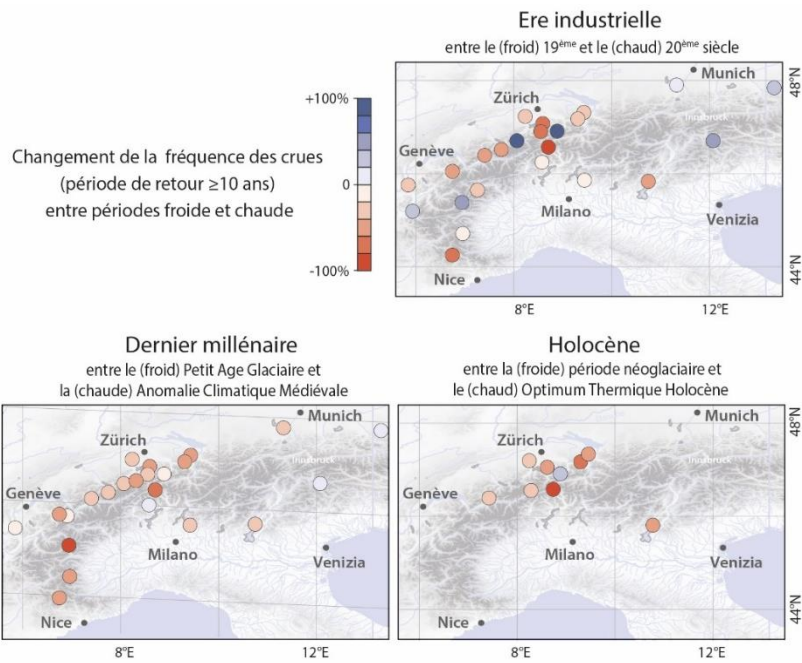 Ere industrielle
entre le (froid) 19ème et le (chaud) 20ème siècle
Changement de la fréquence des crues
(période de retour ≥10 ans)
entre périodes froide et chaude
+100%
0
-100%
Munich
Zürich
Innsbruck
Genève
Milano
Venizia
Nice
48°N
44°N
8°E
12°E
Dernier millénaire
entre le (froid) Petit Age Glaciaire et
la (chaude) Anomalie Climatique Médiévale
Munich
Zürich
Innsbruck
Genève
Milano
Venizia
Nice
8°E
12°E
Holocène
entre la (froide) période néoglaciaire et
le (chaud) Optimum Thermique Holocène
Munich
Zürich
Innsbruck
Genève
Milano
Venizia
Nice
48°N
44°N
8°E
12°E